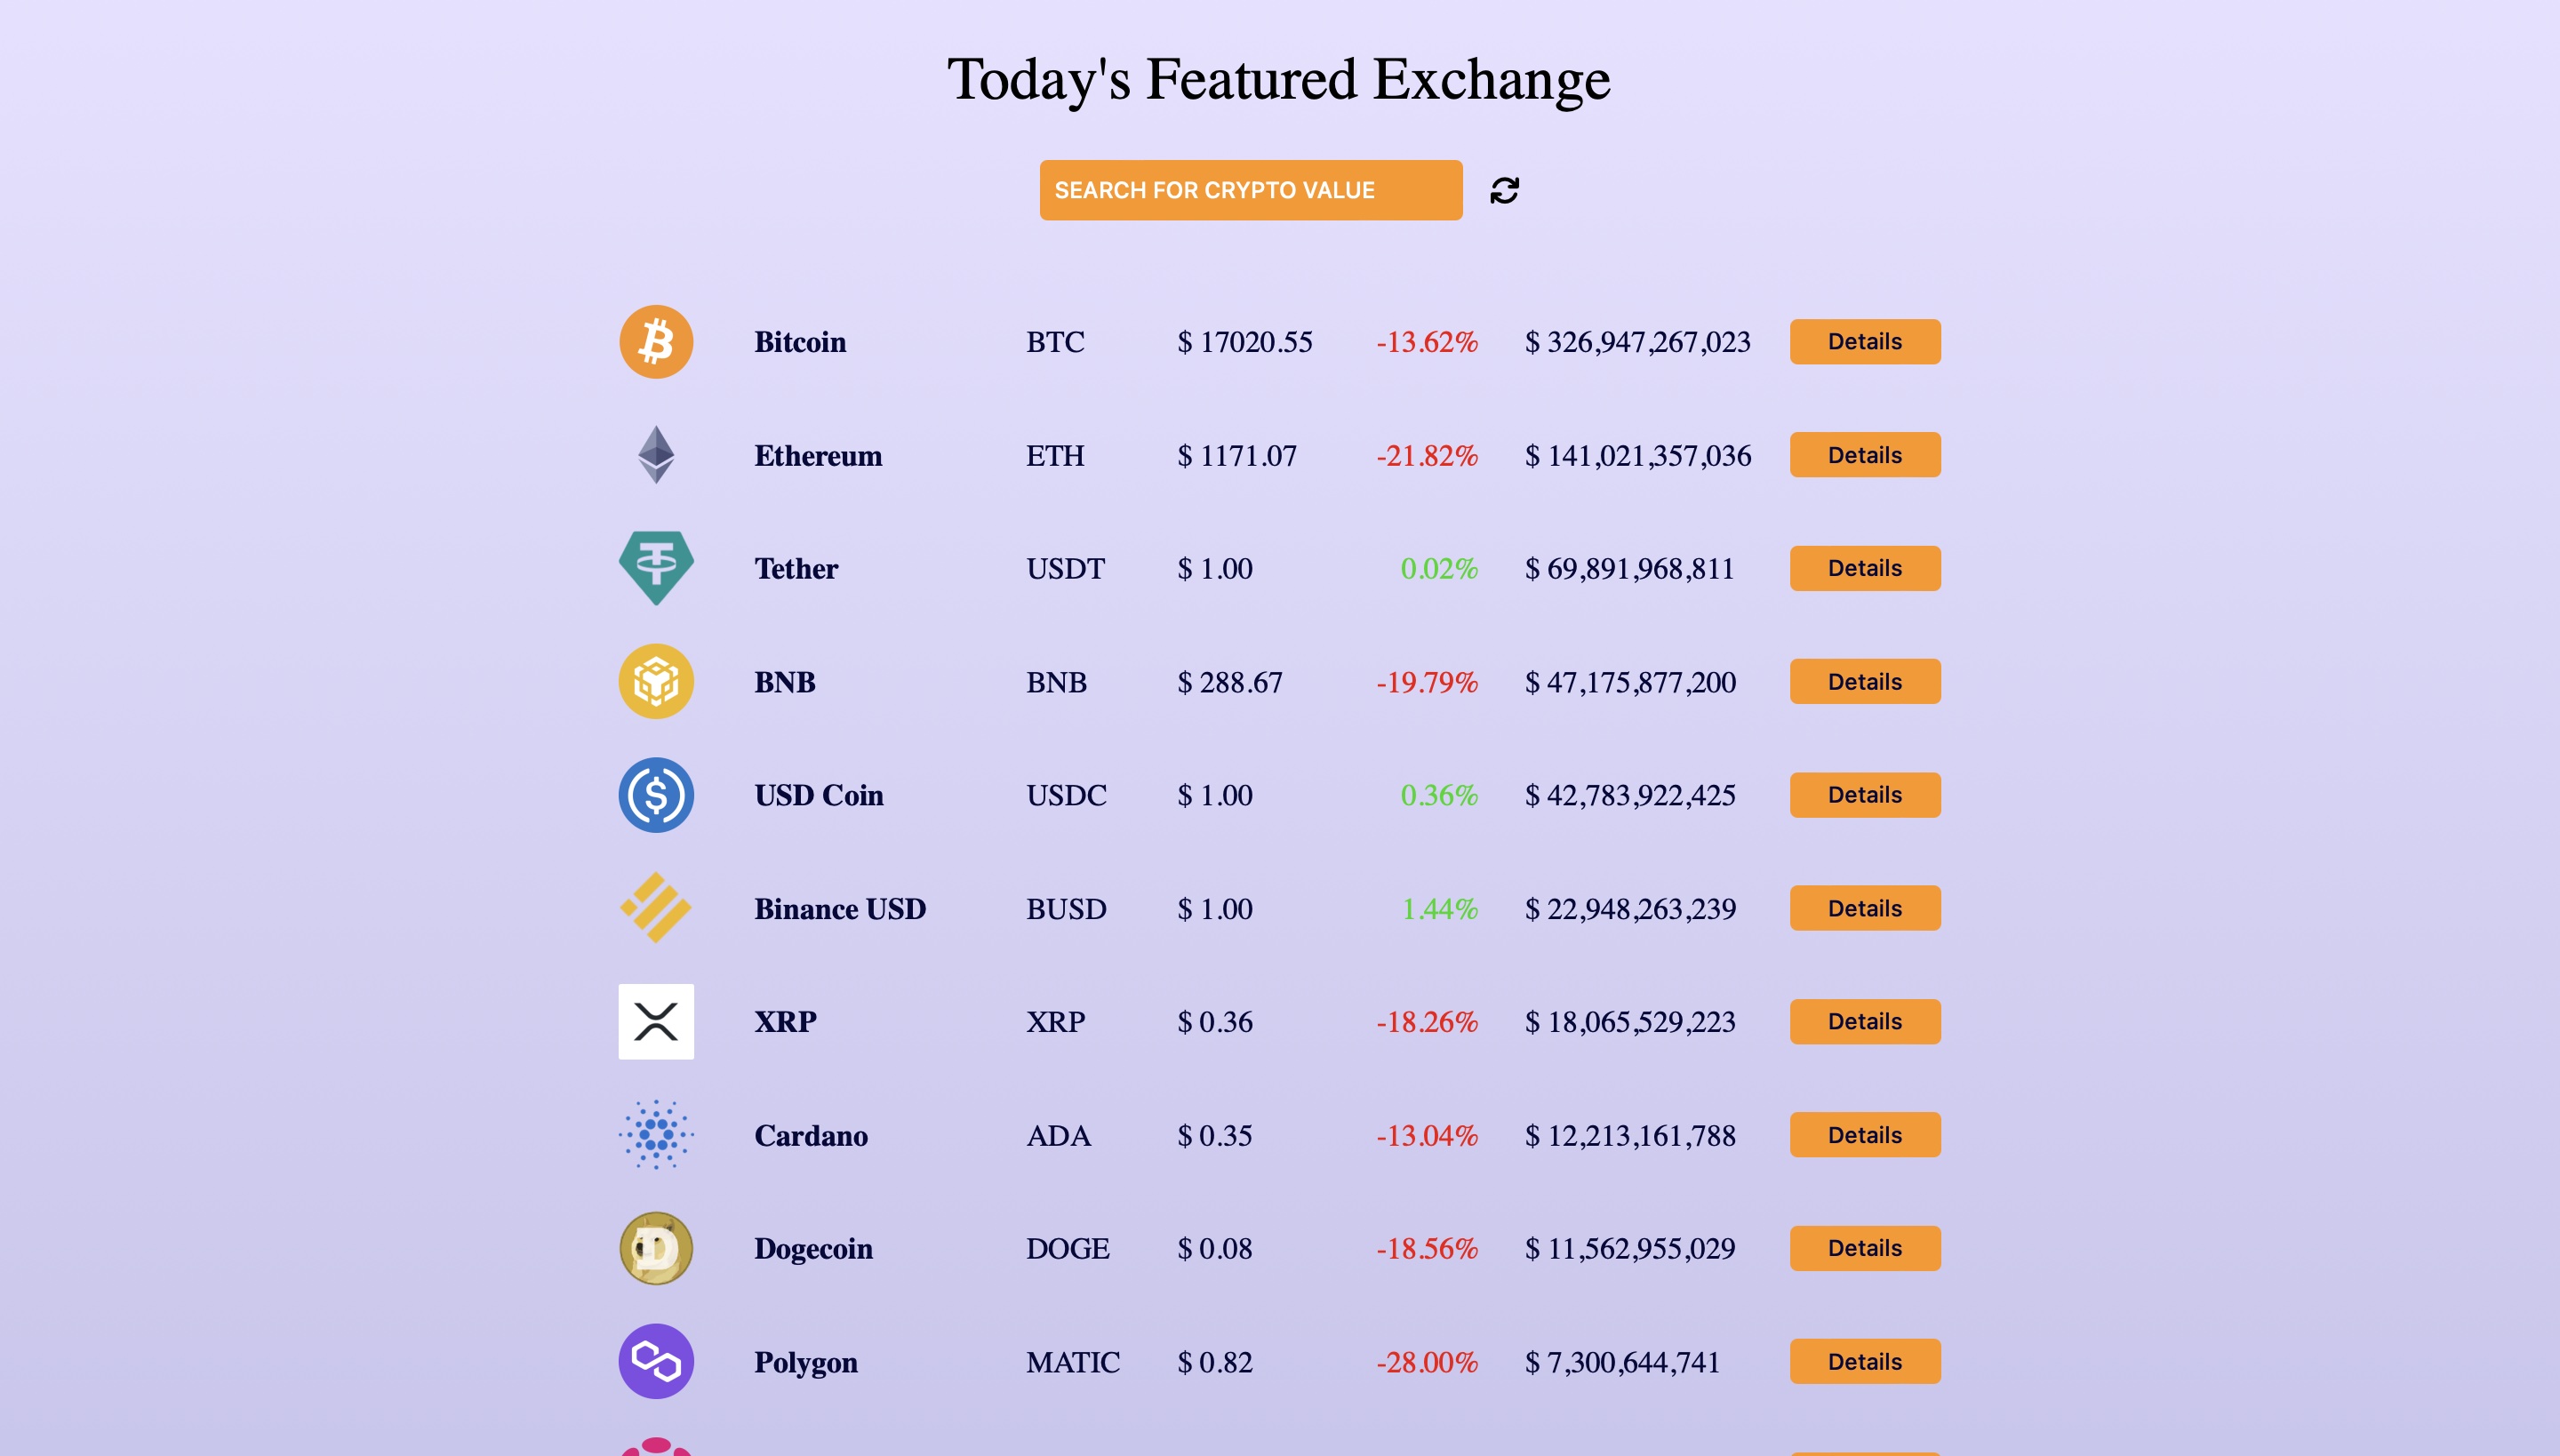 Today's Featured Exchange
SEARCH FOR CRYPTO VALUE
Bitcoin BTC $ 17020.55 -13.62% $ 326,947,267,023 Details
Ethereum ETH $ 1171.07 -21.82% $ 141,021,357,036 Details
Tether USDT $ 1.00 0.02% $ 69,891,968,811 Details
BNB BNB $ 288.67 -19.79% $ 47,175,877,200 Details
USD Coin USDC $ 1.00 0.36% $ 42,783,922,425 Details
Binance USD BUSD $ 1.00 1.44% $ 22,948,263,239 Details
XRP XRP $ 0.36 -18.26% $ 18,065,529,223 Details
Cardano ADA $ 0.35 -13.04% $ 12,213,161,788 Details
Dogecoin DOGE $ 0.08 -18.56% $ 11,562,955,029 Details
Polygon MATIC $ 0.82 -28.00% $ 7,300,644,741 Details